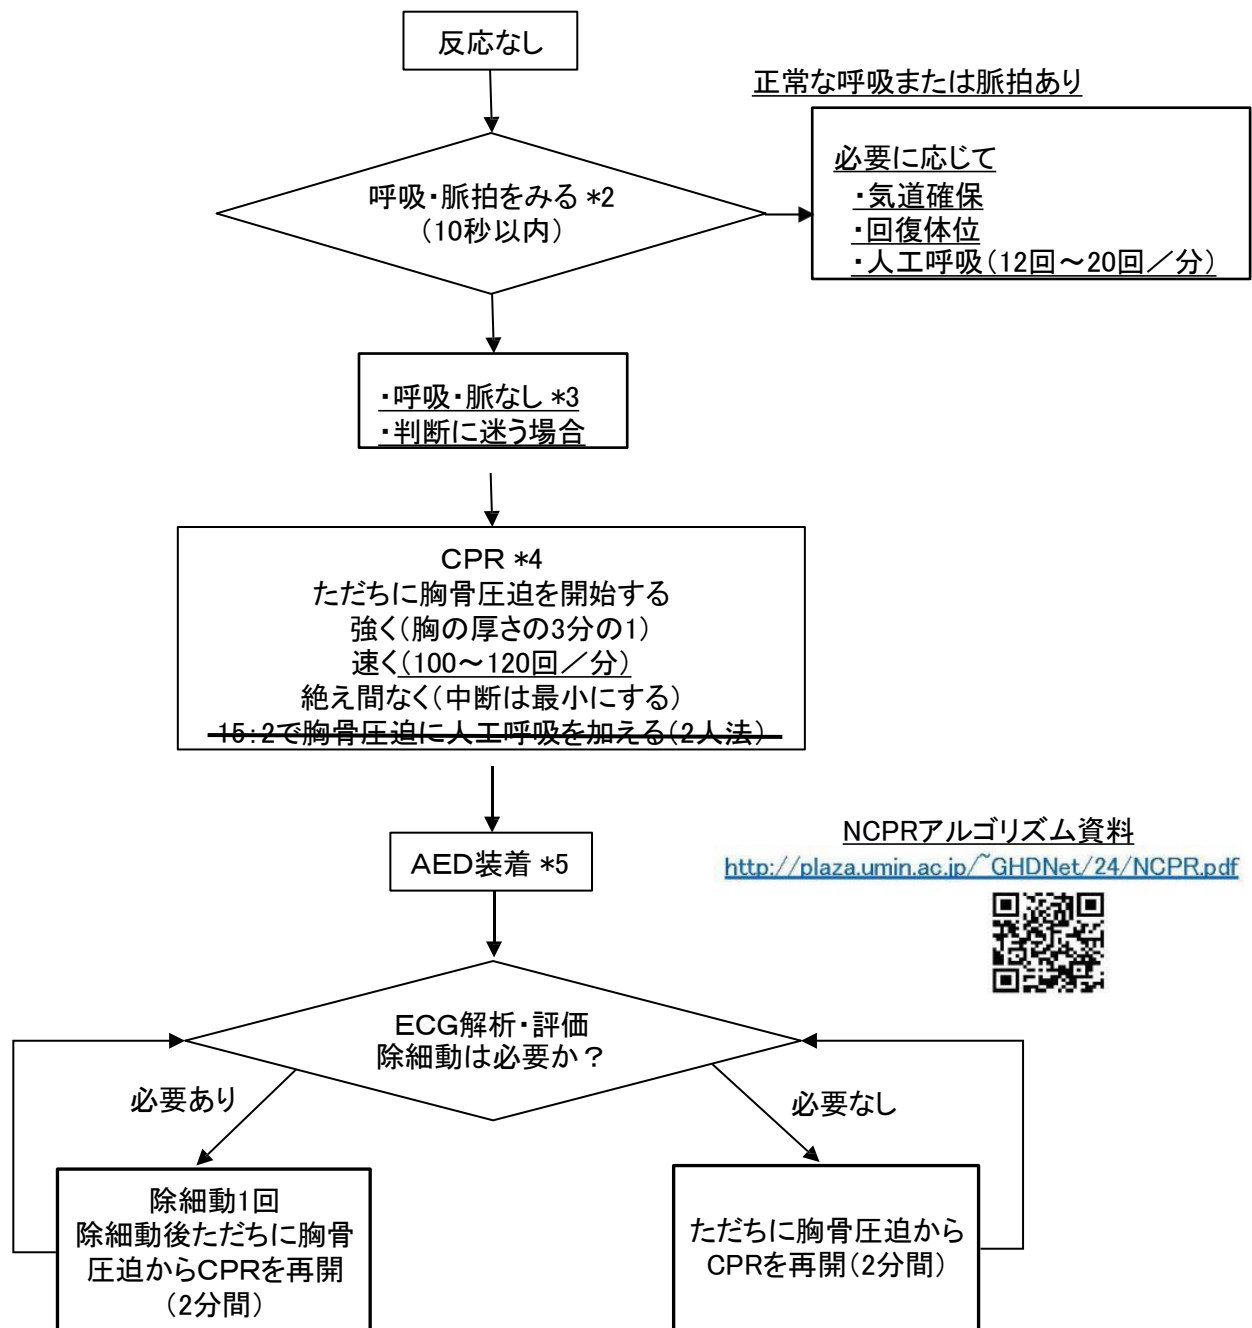 反応なし
正常な呼吸または脈拍あり
呼吸・脈拍をみる *2
(10秒以内)
必要に応じて
・気道確保
・回復体位
・人工呼吸(12回～20回／分)
・呼吸・脈なし *3
・判断に迷う場合
ＣＰＲ *4
ただちに胸骨圧迫を開始する
強く(胸の厚さの3分の1)
速く(100～120回／分)
絶え間なく(中断は最小にする)
15：2で胸骨圧迫に人工呼吸を加える(2人法)
ＡＥＤ装着 *5
NCPRアルゴリズム資料
http://plaza.umin.ac.jp/~GHDNet/24/NCPR.pdf
ＥＣＧ解析・評価
除細動は必要か？
必要あり
必要なし
除細動1回
除細動後ただちに胸骨
圧迫からＣＰＲを再開
(2分間)
ただちに胸骨圧迫から
CPRを再開(2分間)